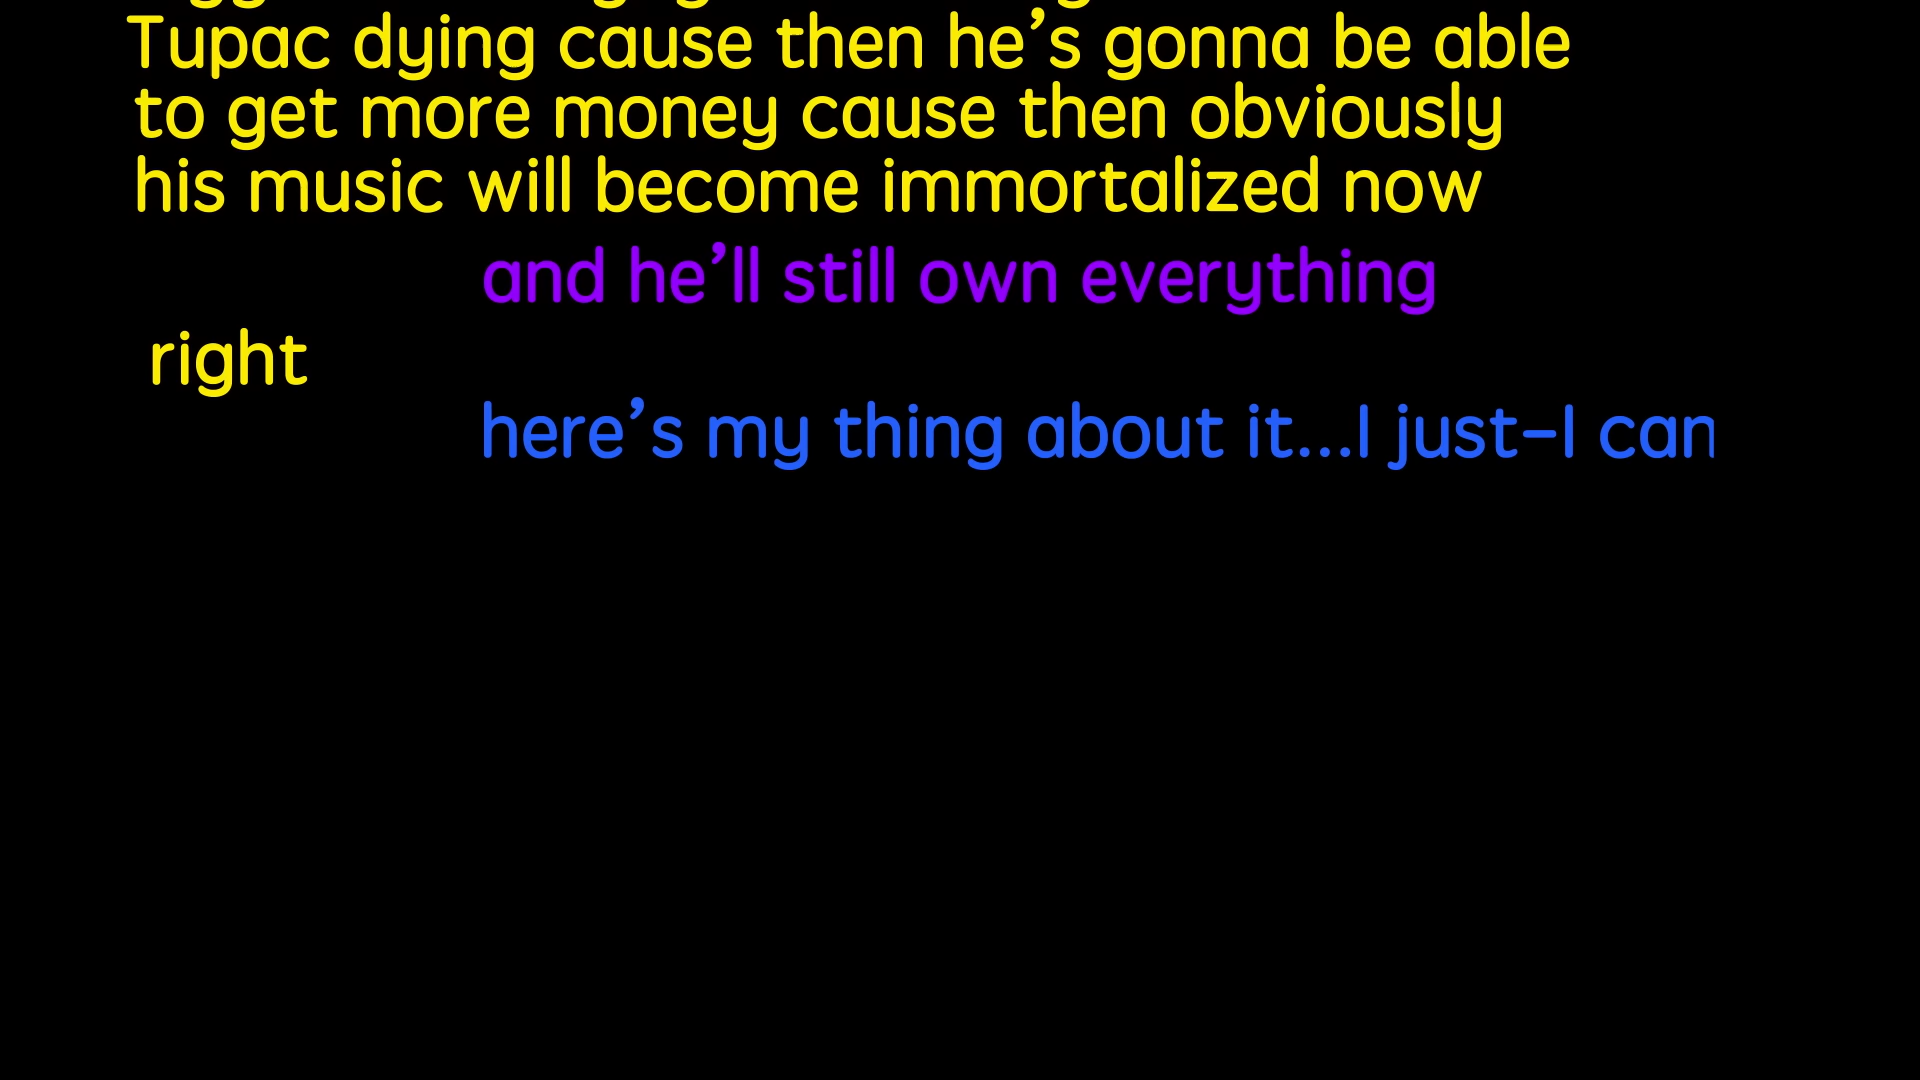 Tupac dying cause then he’s gonna be able
to get more money cause then obviously
his music will become immortalized now
and he’ll still own everything
right
here’s my thing about it...I just–I can